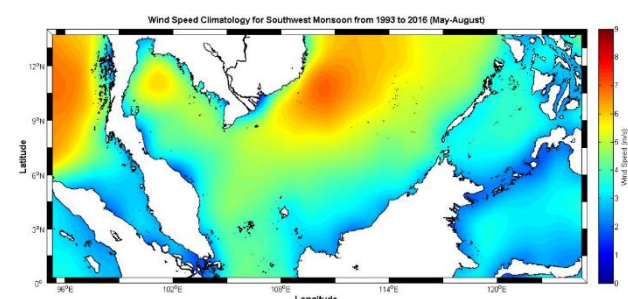 Wind Speed Climatology for Southwest Monsoon from 1993 to 2016 (May-August)
12°N
9°N
6°N
3°N
0°
Latitude
96°E 102°E 108°E 114°E 120°E
Longitude
9
8
7
6
5
4
3
2
1
0
Wind Speed [m/s]